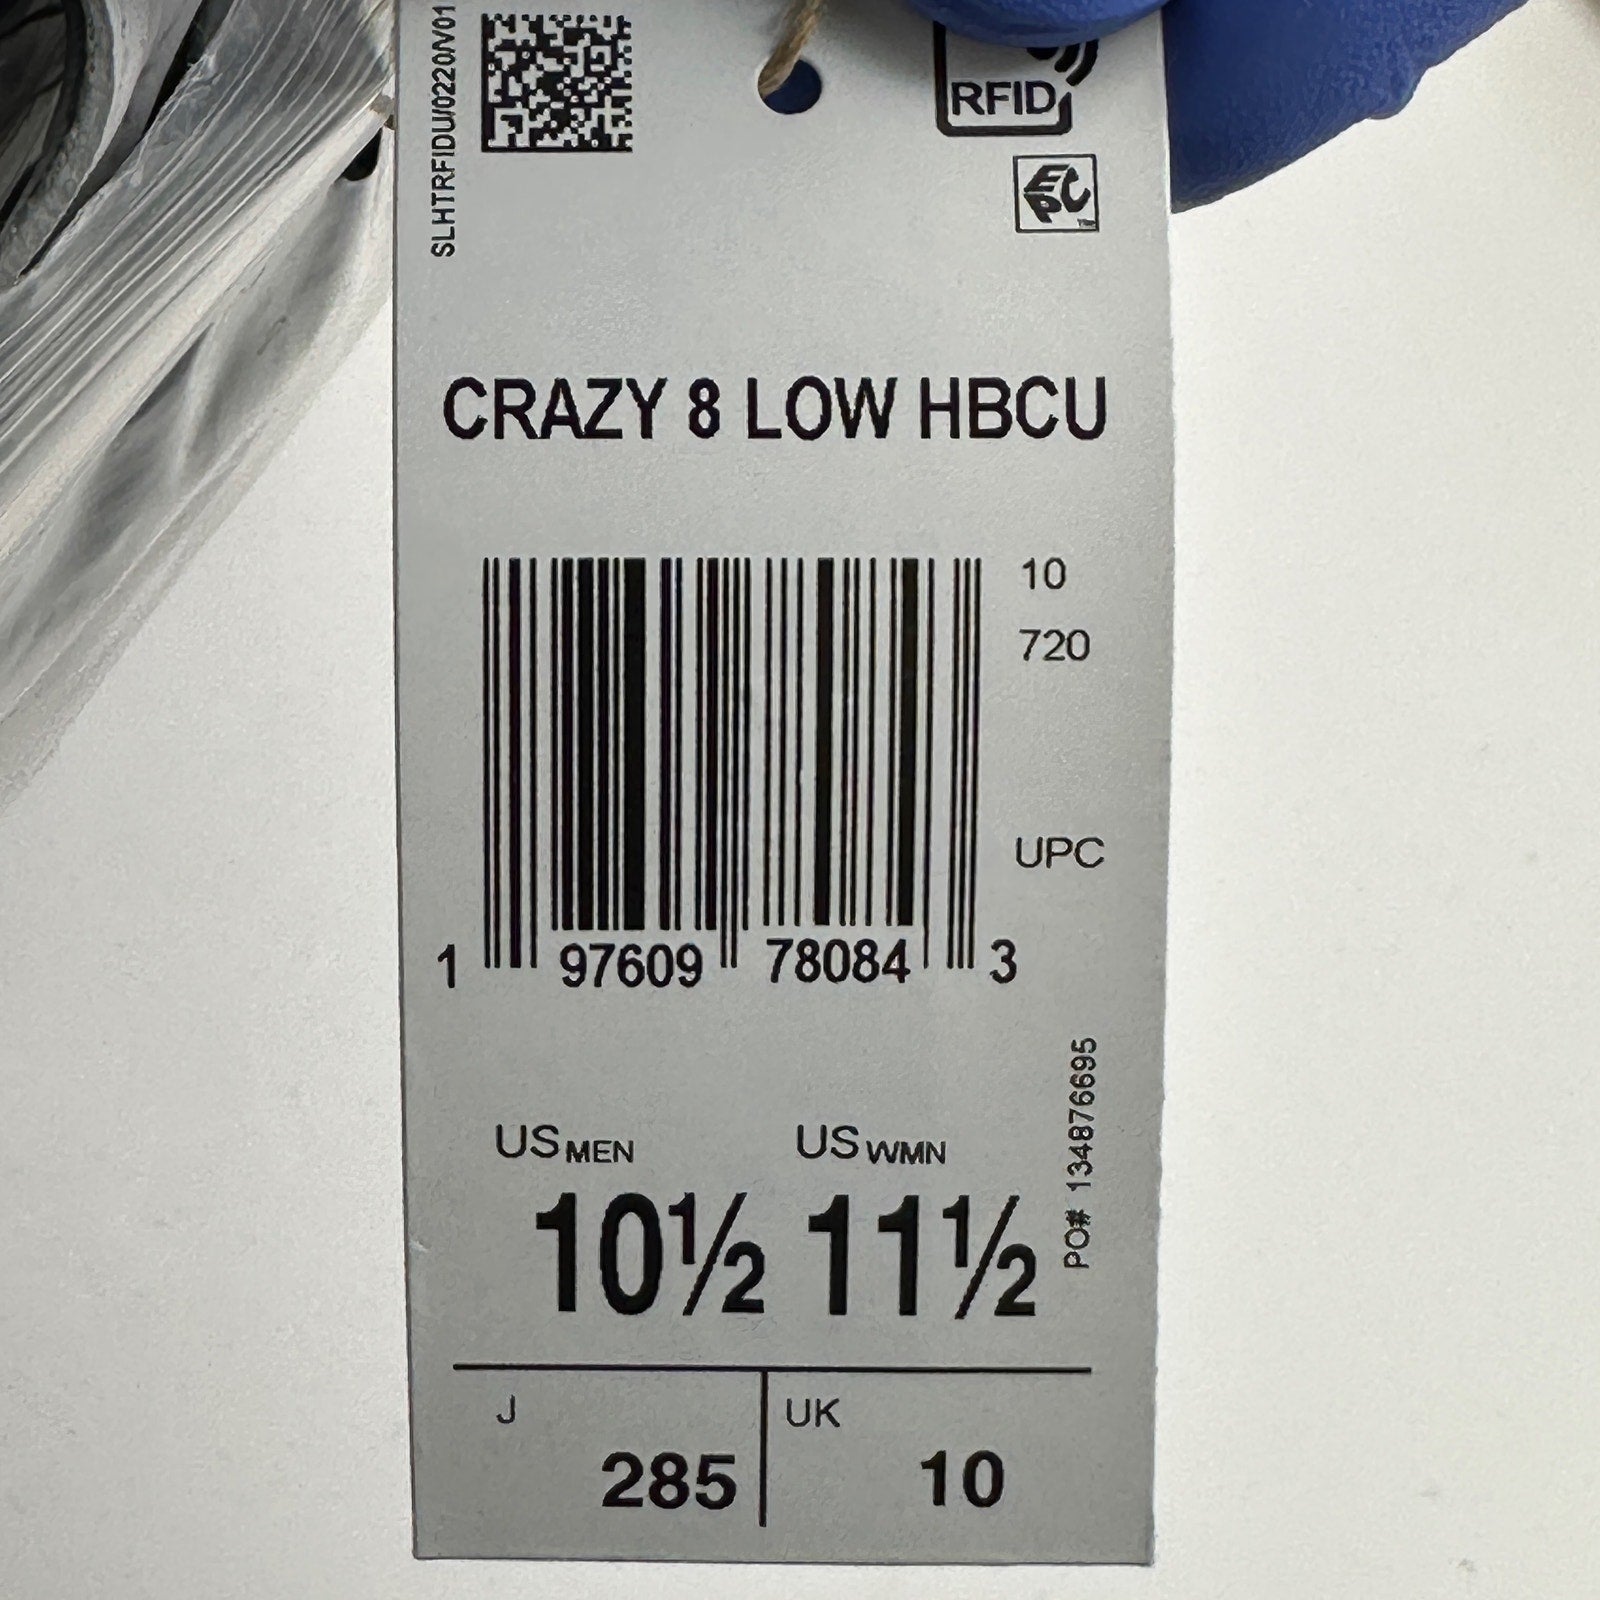 SLHTRFIDU/0220/V01
RFID
EPC
™
CRAZY 8 LOW HBCU
10
720
UPC
1 97609 78084 3
PO# 134876695
US MEN US WMN
10½ 11½
J UK
285 10